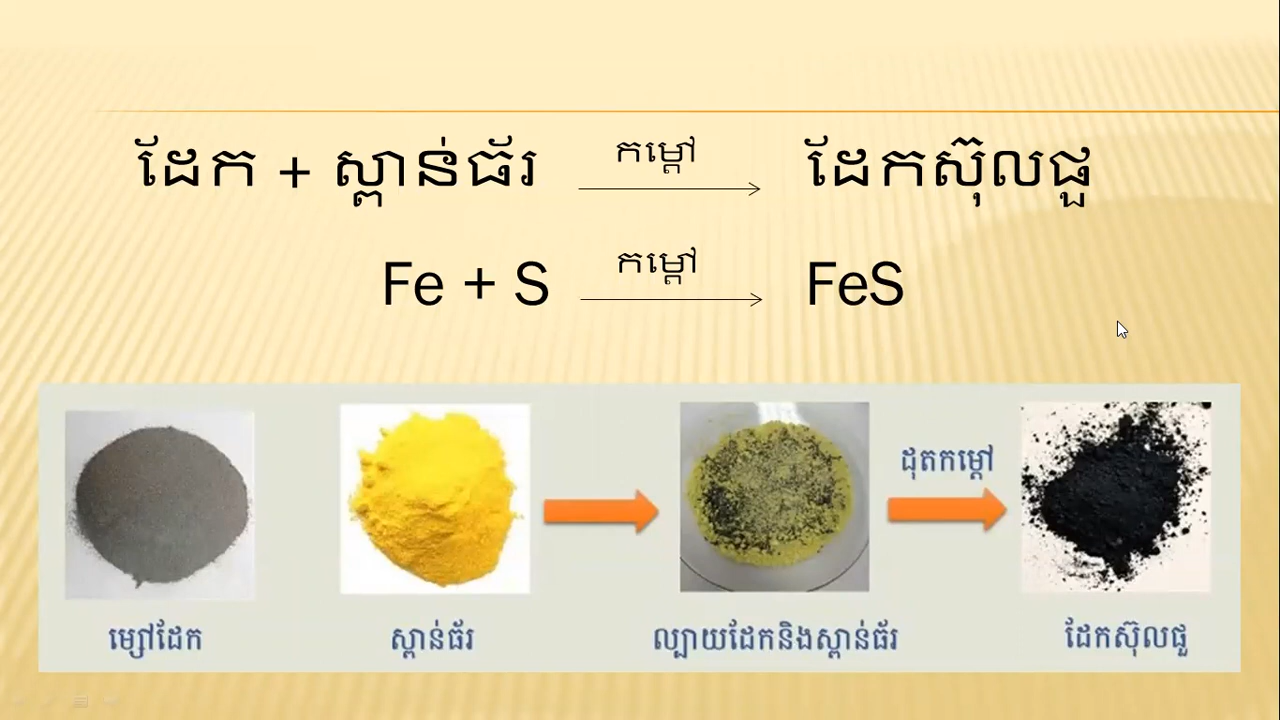 កម្ដៅ
ដែក + ស្ពាន់ធ័រ ⟶ ដែកស៊ុលផួ
កម្ដៅ
Fe + S ⟶ FeS
ដុតកម្ដៅ
ម្សៅដែក ស្ពាន់ធ័រ ល្បាយដែកនិងស្ពាន់ធ័រ ដែកស៊ុលផួ